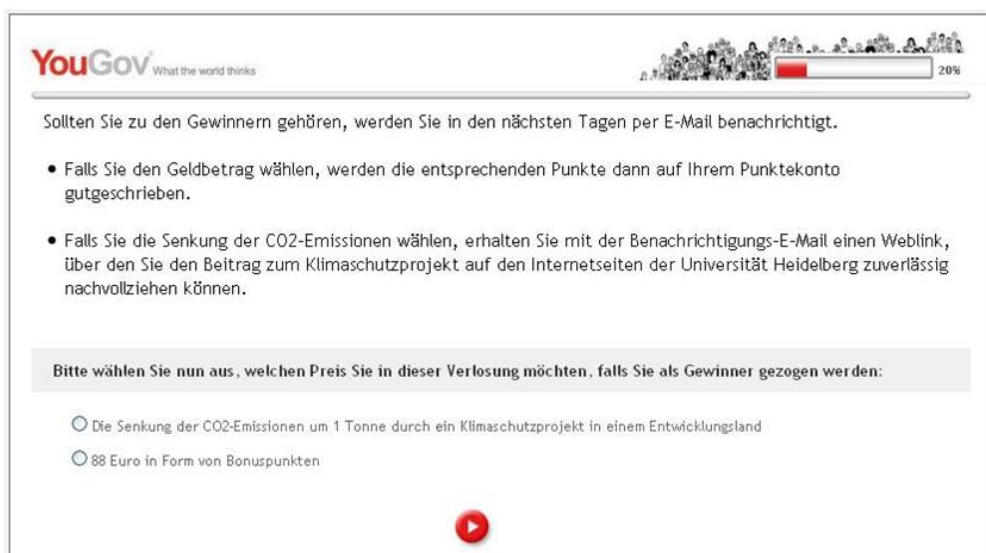 YouGov What the world thinks
20%
Sollten Sie zu den Gewinnern gehören, werden Sie in den nächsten Tagen per E-Mail benachrichtigt.
• Falls Sie den Geldbetrag wählen, werden die entsprechenden Punkte dann auf Ihrem Punktekonto
gutgeschrieben.
• Falls Sie die Senkung der CO2-Emissionen wählen, erhalten Sie mit der Benachrichtigungs-E-Mail einen Weblink,
über den Sie den Beitrag zum Klimaschutzprojekt auf den Internetseiten der Universität Heidelberg zuverlässig
nachvollziehen können.
Bitte wählen Sie nun aus, welchen Preis Sie in dieser Verlosung möchten, falls Sie als Gewinner gezogen werden:
Die Senkung der CO2-Emissionen um 1 Tonne durch ein Klimaschutzprojekt in einem Entwicklungsland
88 Euro in Form von Bonuspunkten